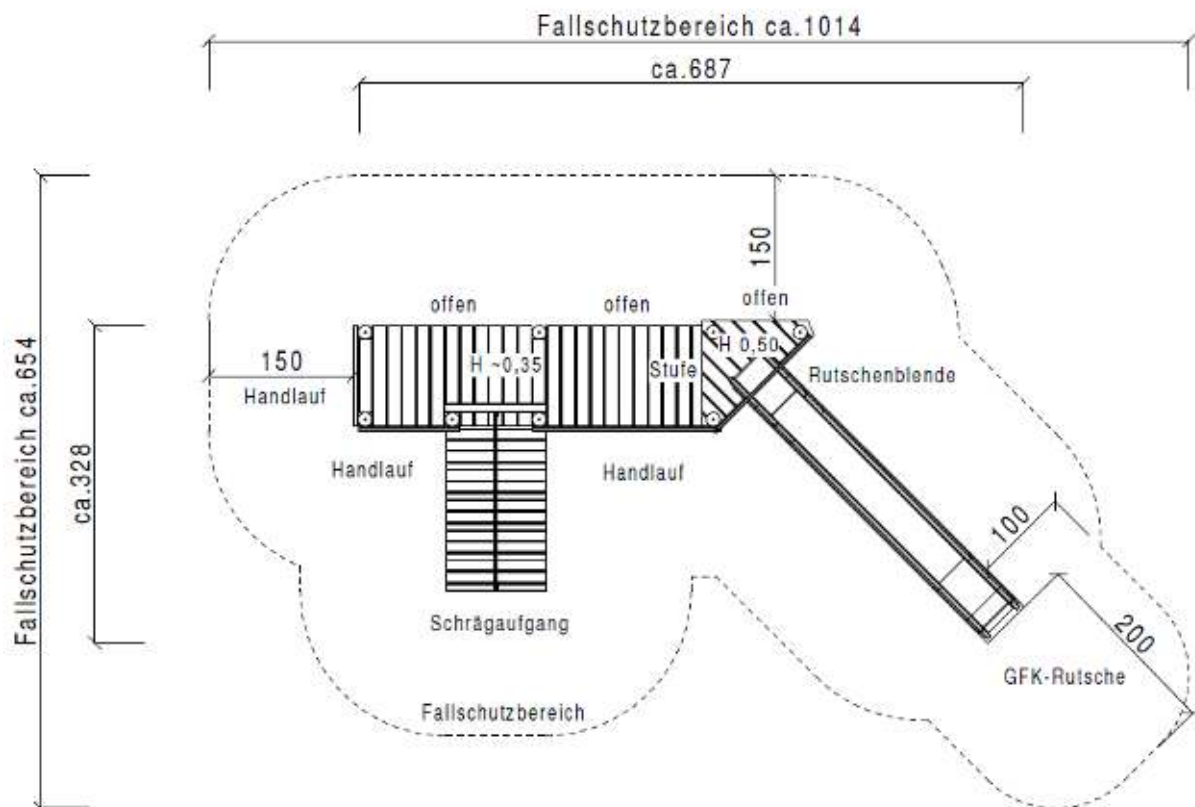 Fallschutzbereich ca.1014
ca.687
Fallschutzbereich ca.654
ca.328
150
150
offen
offen
offen
H ~0,35
Stufe
H 0,50
Handlauf
Rutschenblende
Handlauf
Handlauf
100
Schrägaufgang
200
GFK-Rutsche
Fallschutzbereich